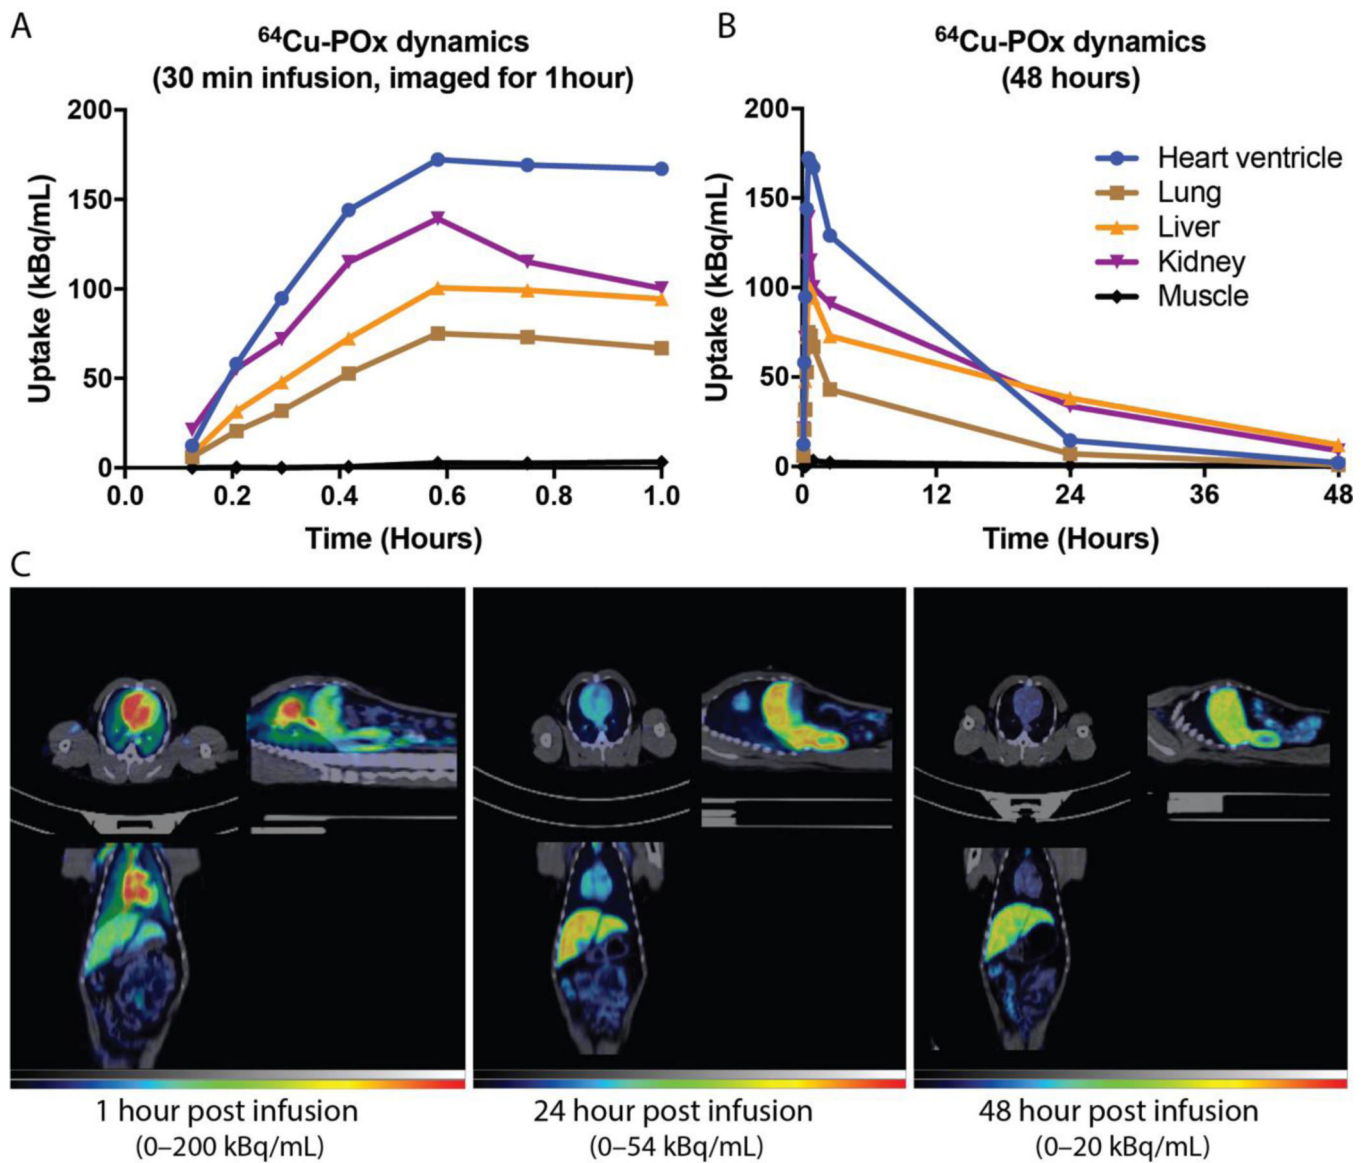 A
⁶⁴Cu-POx dynamics
(30 min infusion, imaged for 1hour)
200
150
100
50
0
Uptake (kBq/mL)
0.0 0.2 0.4 0.6 0.8 1.0
Time (Hours)
B
⁶⁴Cu-POx dynamics
(48 hours)
200
150
100
50
0
Uptake (kBq/mL)
0 12 24 36 48
Time (Hours)
Heart ventricle
Lung
Liver
Kidney
Muscle
C
1 hour post infusion
(0–200 kBq/mL)
24 hour post infusion
(0–54 kBq/mL)
48 hour post infusion
(0–20 kBq/mL)